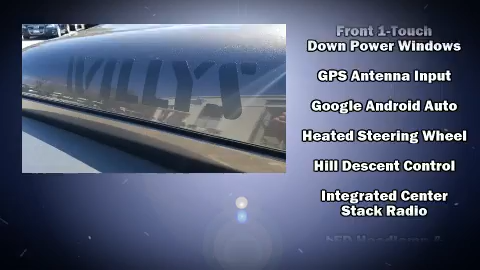 WILLYS
Front 1-Touch
Down Power Windows
GPS Antenna Input
Google Android Auto
Heated Steering Wheel
Hill Descent Control
Integrated Center
Stack Radio